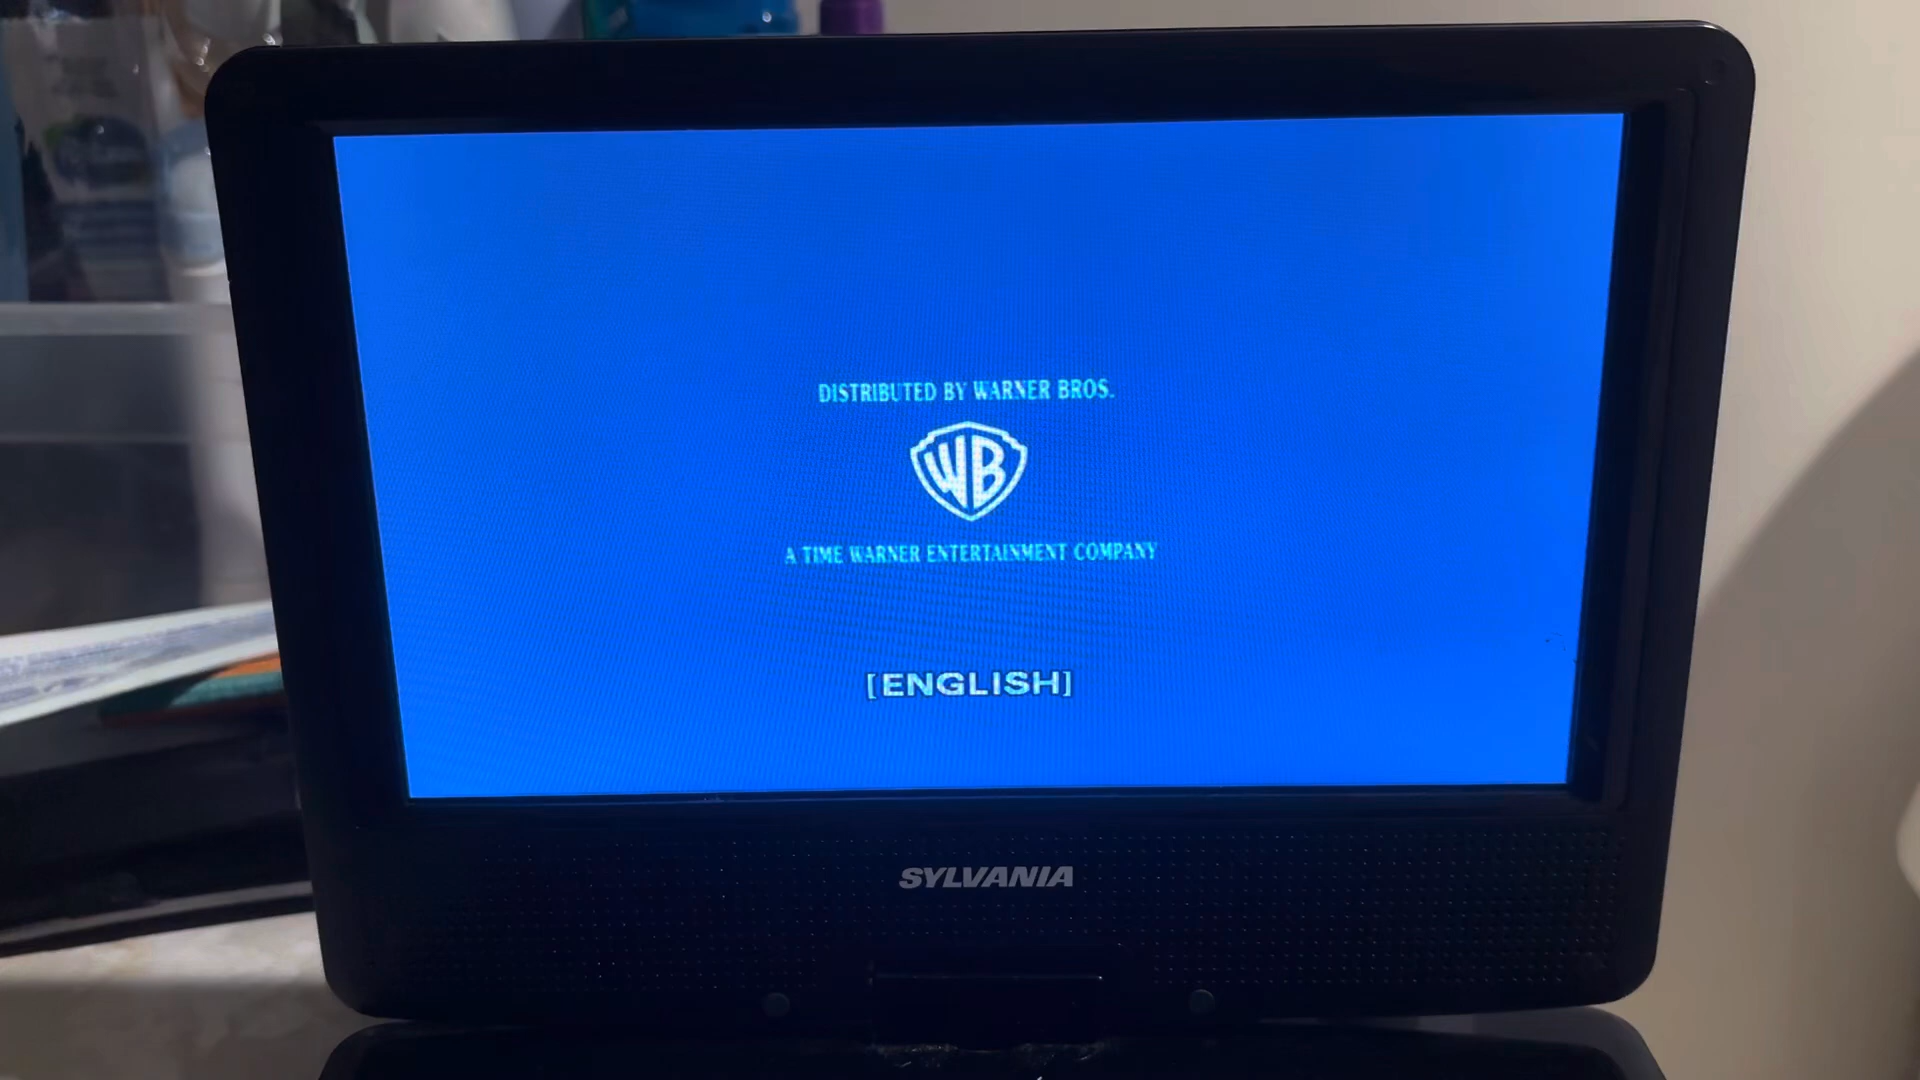 DISTRIBUTED BY WARNER BROS.
WB
A TIME WARNER ENTERTAINMENT COMPANY
[ENGLISH]
SYLVANIA